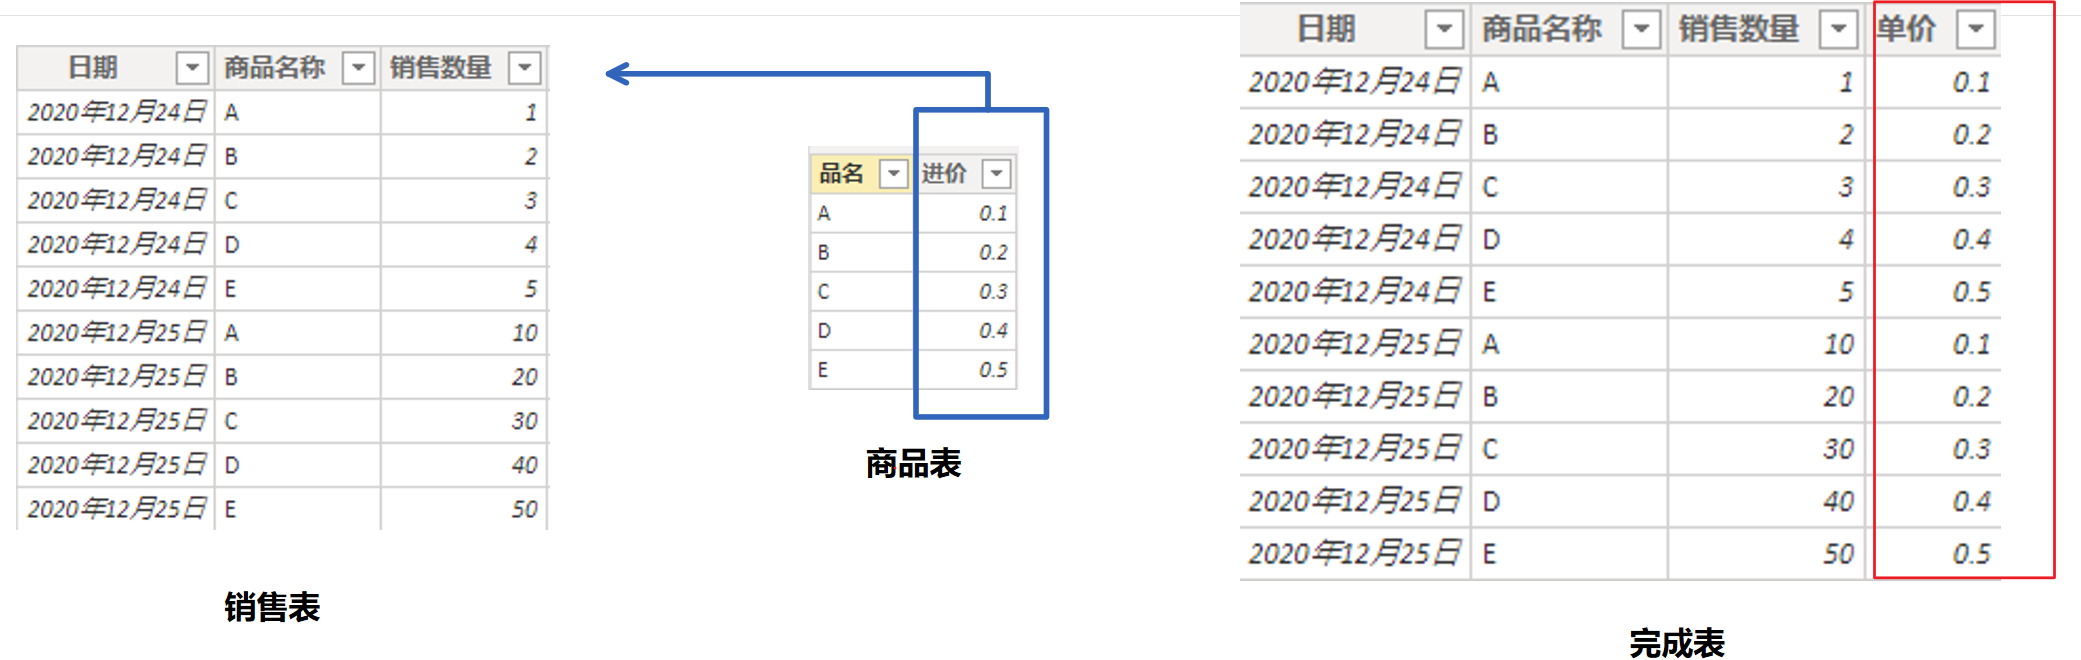 日期 商品名称 销售数量
2020年12月24日 A 1
2020年12月24日 B 2
2020年12月24日 C 3
2020年12月24日 D 4
2020年12月24日 E 5
2020年12月25日 A 10
2020年12月25日 B 20
2020年12月25日 C 30
2020年12月25日 D 40
2020年12月25日 E 50
销售表
品名 进价
A 0.1
B 0.2
C 0.3
D 0.4
E 0.5
商品表
日期 商品名称 销售数量 单价
2020年12月24日 A 1 0.1
2020年12月24日 B 2 0.2
2020年12月24日 C 3 0.3
2020年12月24日 D 4 0.4
2020年12月24日 E 5 0.5
2020年12月25日 A 10 0.1
2020年12月25日 B 20 0.2
2020年12月25日 C 30 0.3
2020年12月25日 D 40 0.4
2020年12月25日 E 50 0.5
完成表